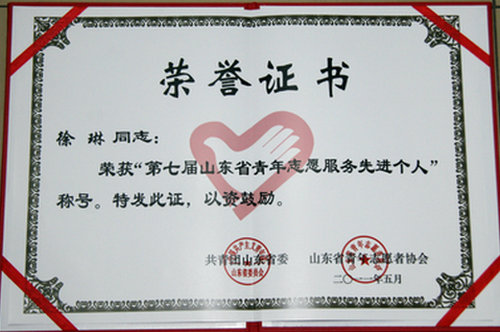 荣誉证书
徐琳同志：
荣获“第七届山东省青年志愿服务先进个人”
称号。特发此证，以资鼓励。
共青团山东省委 山东省青年志愿者协会
二〇一一年五月